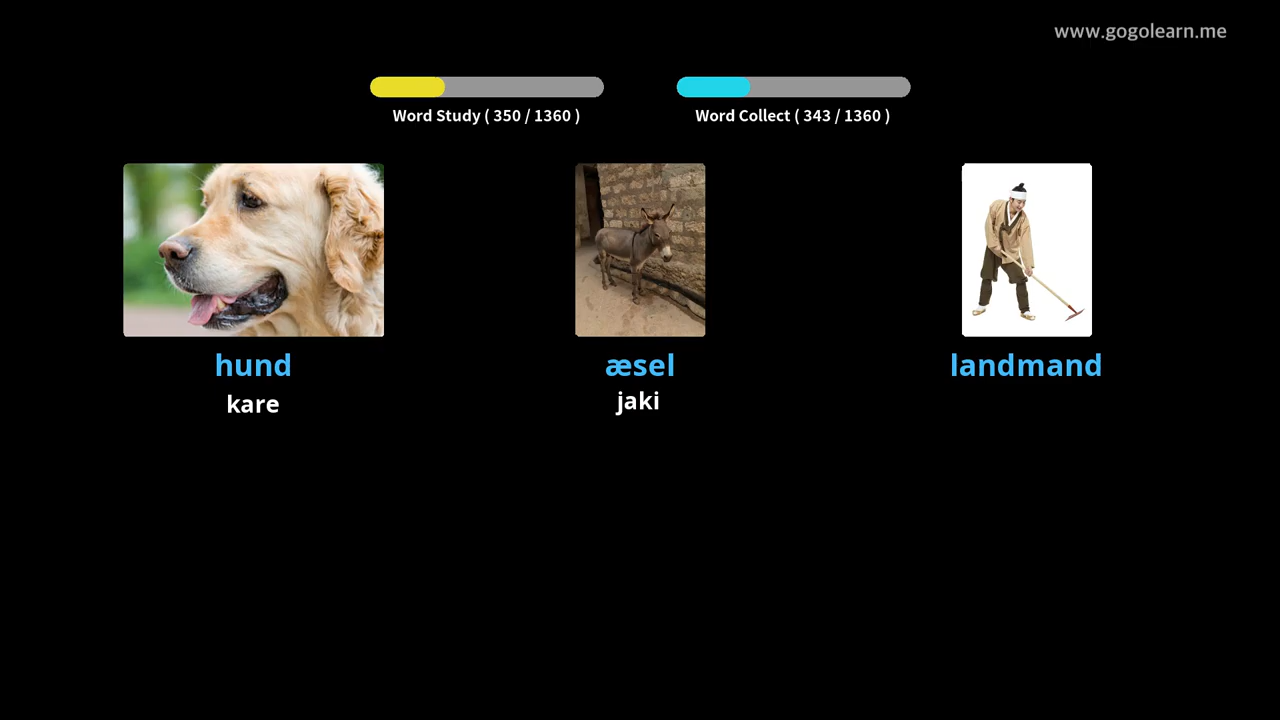 www.gogolearn.me
Word Study ( 350 / 1360 )
Word Collect ( 343 / 1360 )
hund
kare
æsel
jaki
landmand